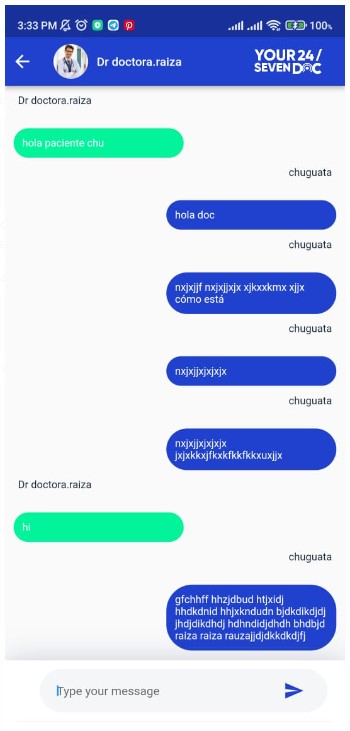 3:33 PM 100%
Dr doctora.raiza
YOUR 24/
SEVEN DOC
Dr doctora.raiza
hola paciente chu
chuguata
hola doc
chuguata
nxjxjjf nxjxjjxjx xjkxxkmx xjjx
cómo está
chuguata
nxjxjjxjxjxjx
chuguata
nxjxjjxjxjxjx
jxjxkkxjfkxkfkkfkkxuxjjx
Dr doctora.raiza
hi
chuguata
gfchhff hhzjdbud htjxidj
hhdkdnid hhjxkndudn bjdkdikdjdj
jhdjdikdhdj hdhndidjdhdh bhdbjd
raiza raiza rauzajjdjdkkdkdjfj
Type your message